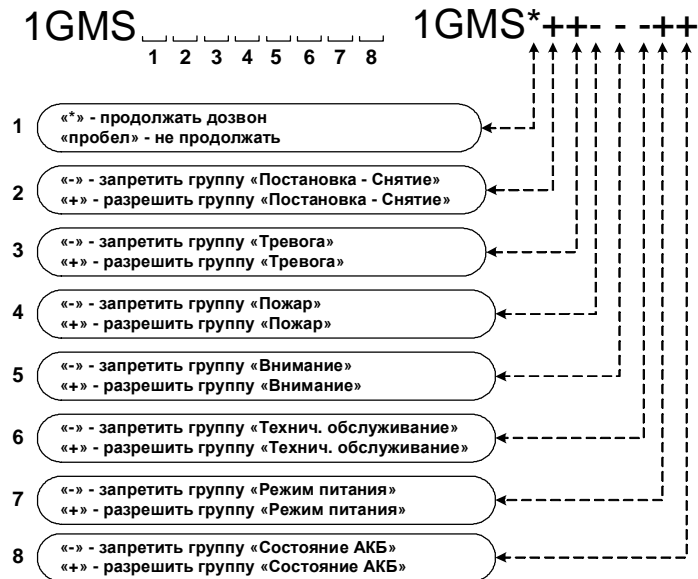 1GMS_ _ _ _ _ _ _ _ 1GMS*++- - -++
1 2 3 4 5 6 7 8
1 «*» - продолжать дозвон
«пробел» - не продолжать
2 «-» - запретить группу «Постановка - Снятие»
«+» - разрешить группу «Постановка - Снятие»
3 «-» - запретить группу «Тревога»
«+» - разрешить группу «Тревога»
4 «-» - запретить группу «Пожар»
«+» - разрешить группу «Пожар»
5 «-» - запретить группу «Внимание»
«+» - разрешить группу «Внимание»
6 «-» - запретить группу «Технич. обслуживание»
«+» - разрешить группу «Технич. обслуживание»
7 «-» - запретить группу «Режим питания»
«+» - разрешить группу «Режим питания»
8 «-» - запретить группу «Состояние АКБ»
«+» - разрешить группу «Состояние АКБ»